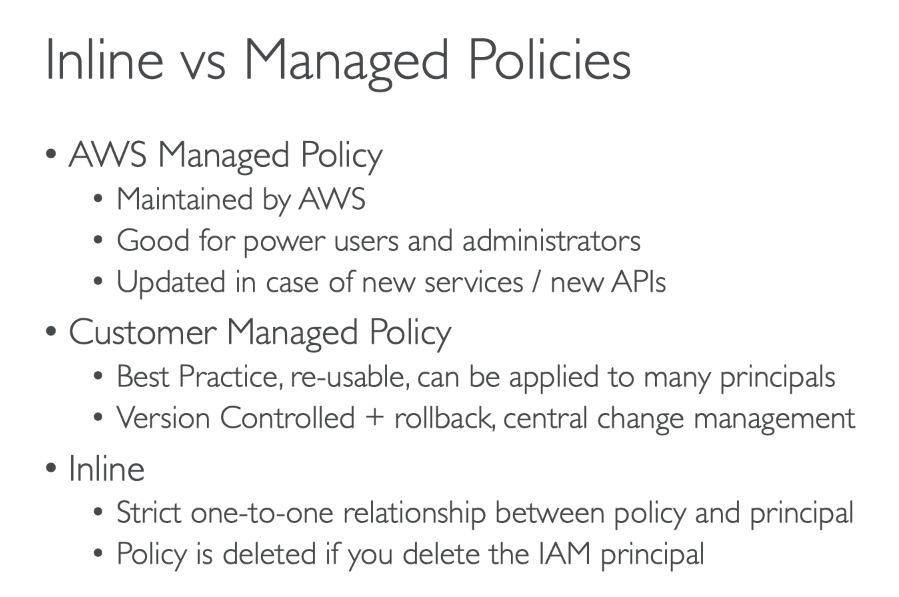 Inline vs Managed Policies
• AWS Managed Policy
• Maintained by AWS
• Good for power users and administrators
• Updated in case of new services / new APIs
• Customer Managed Policy
• Best Practice, re-usable, can be applied to many principals
• Version Controlled + rollback, central change management
• Inline
• Strict one-to-one relationship between policy and principal
• Policy is deleted if you delete the IAM principal